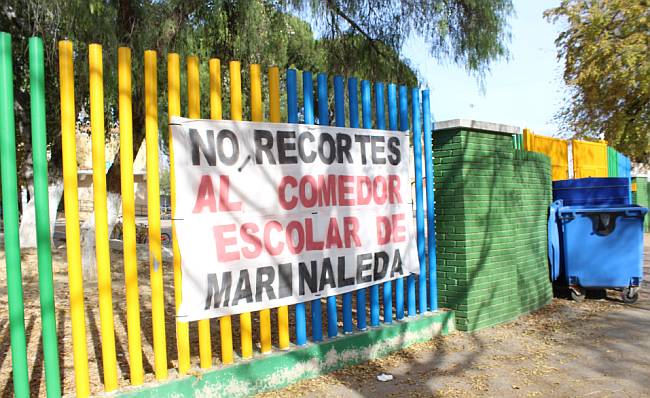 NO, RECORTES
AL COMEDOR
ESCOLAR DE
MARINALEDA